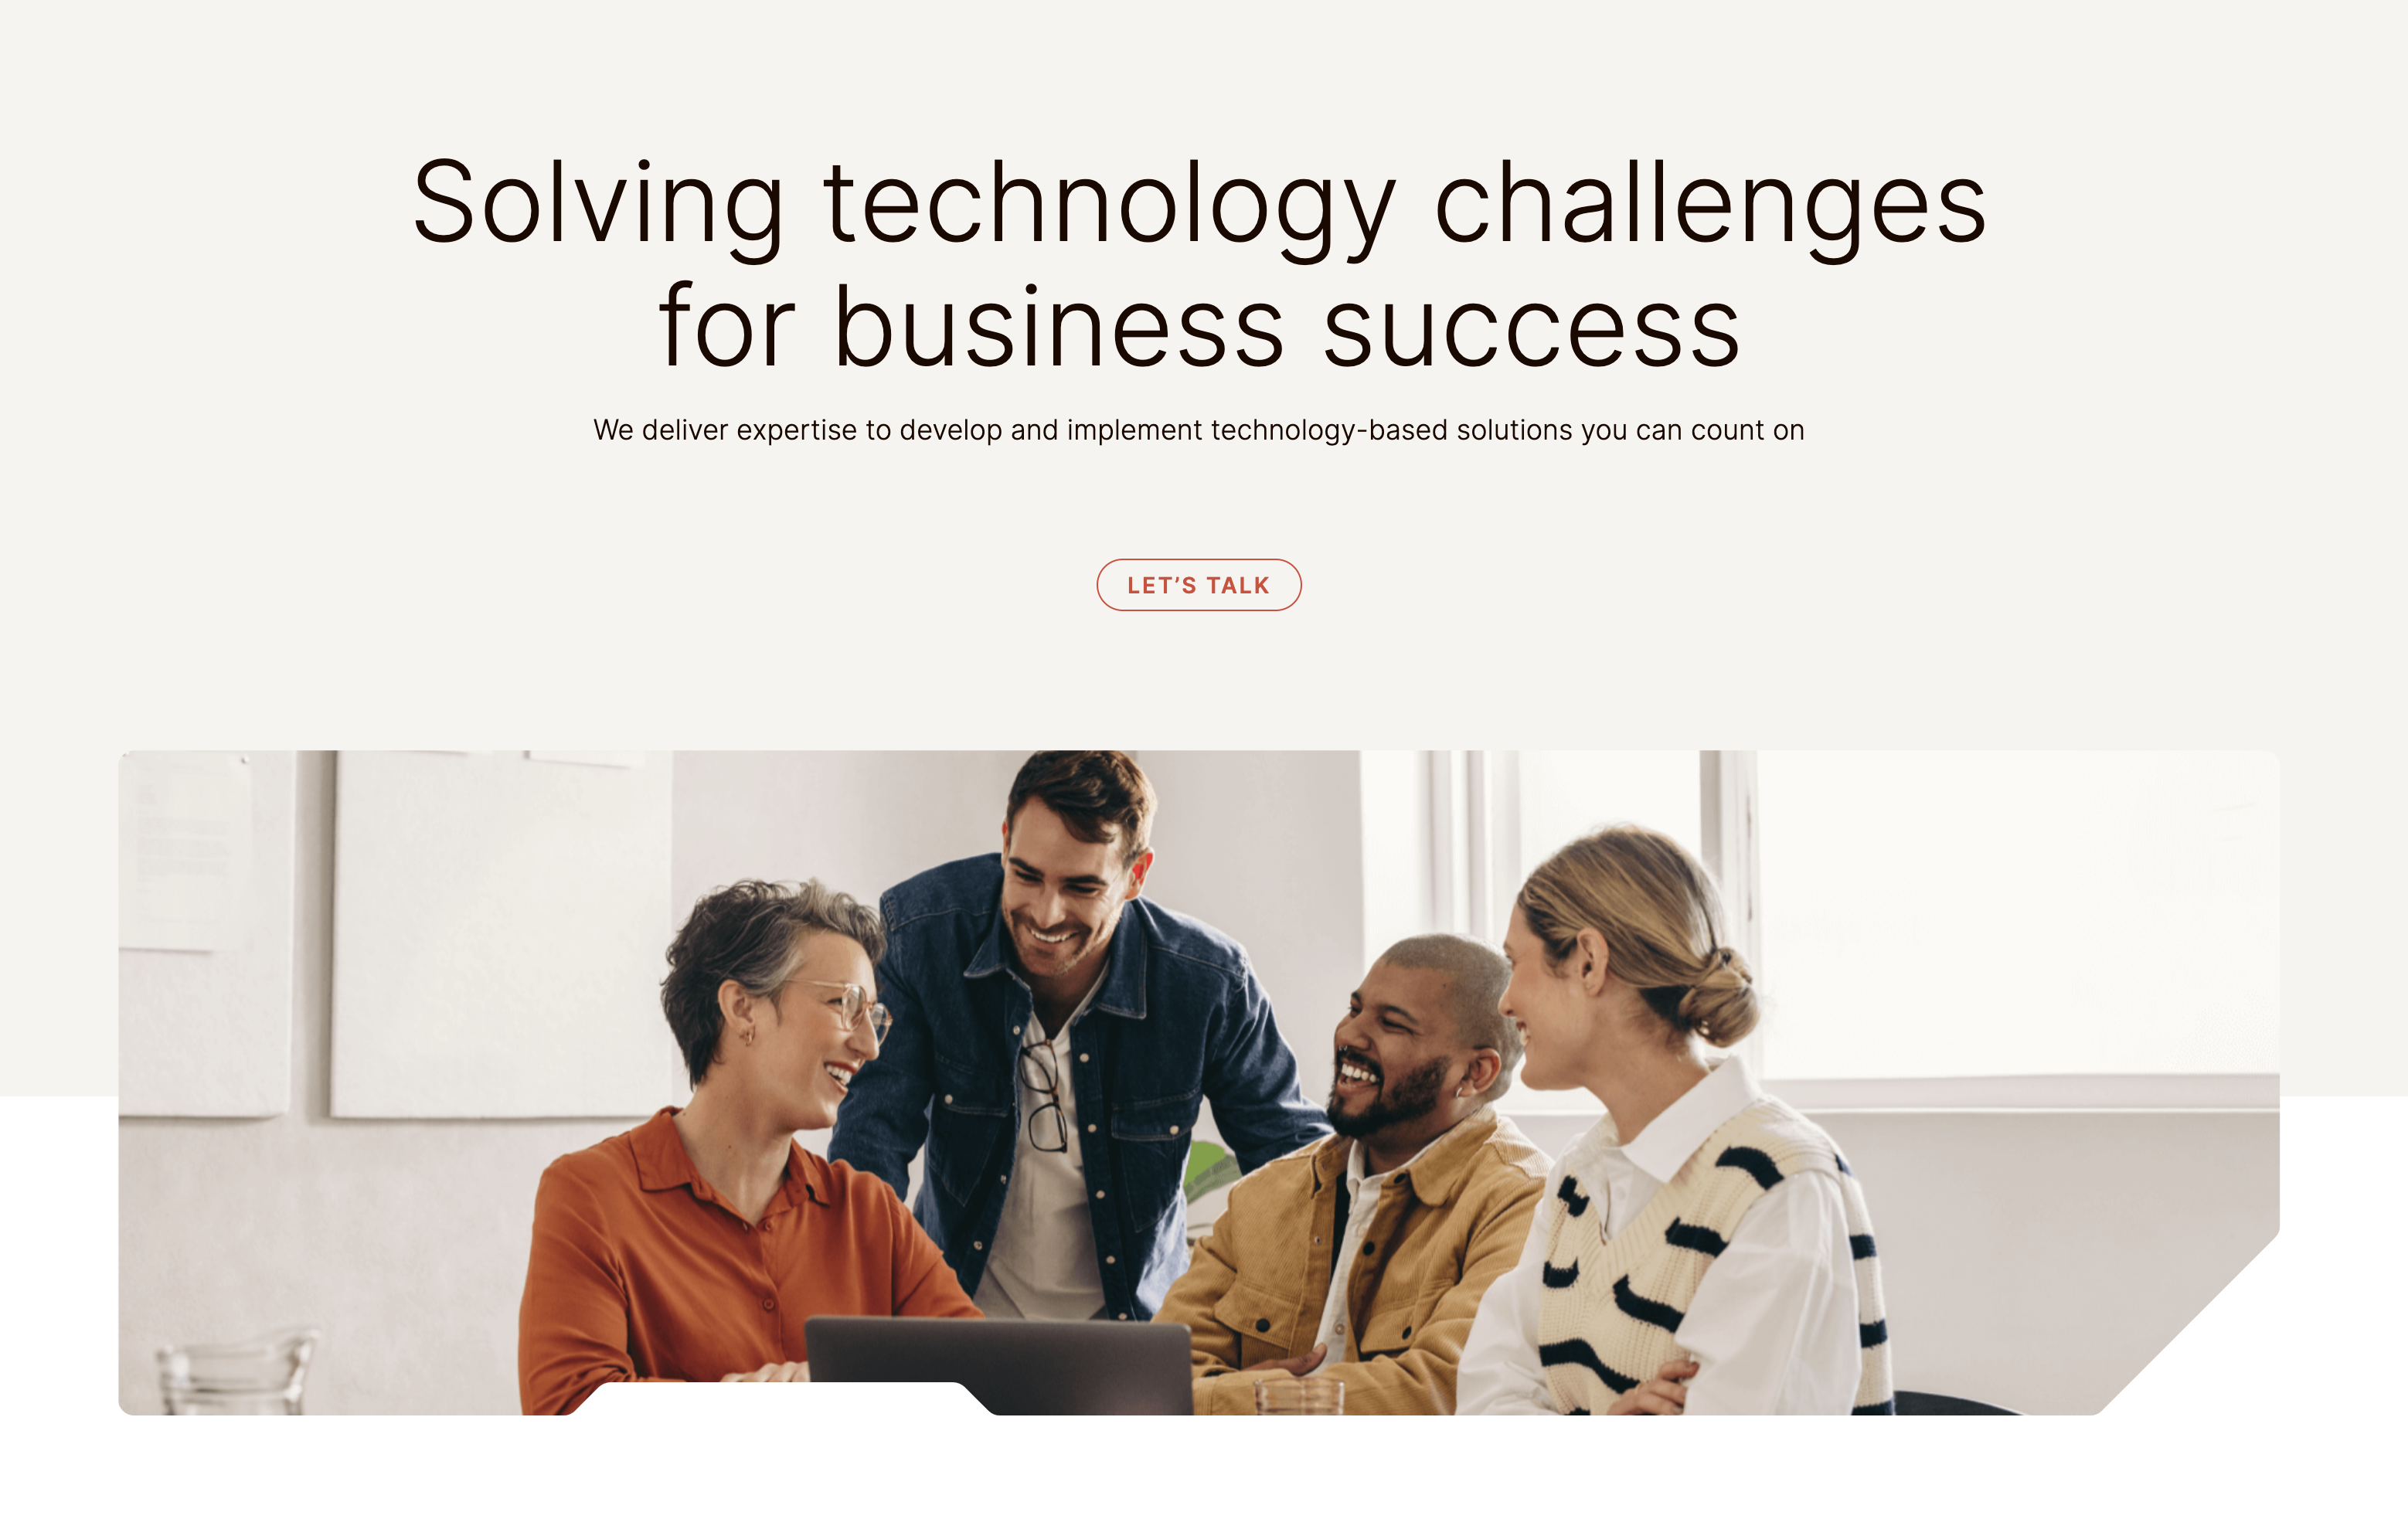 Solving technology challenges
for business success
We deliver expertise to develop and implement technology-based solutions you can count on
LET’S TALK